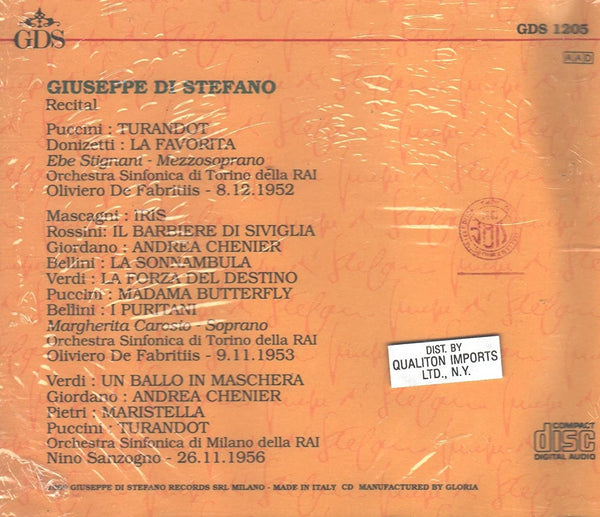 GDS
GDS 1205
AAD
GIUSEPPE DI STEFANO
Recital
Puccini : TURANDOT
Donizetti : LA FAVORITA
Ebe Stignani - Mezzosoprano
Orchestra Sinfonica di Torino della RAI
Oliviero De Fabritiis - 8.12.1952
Mascagni : IRIS
Rossini: IL BARBIERE DI SIVIGLIA
Giordano : ANDREA CHENIER
Bellini : LA SONNAMBULA
Verdi : LA FORZA DEL DESTINO
Puccini : MADAMA BUTTERFLY
Bellini : I PURITANI
Margherita Carosto - Soprano
Orchestra Sinfonica di Torino della RAI
Oliviero De Fabritiis - 9.11.1953
DIST. BY
QUALITON IMPORTS
LTD., N.Y.
Verdi : UN BALLO IN MASCHERA
Giordano : ANDREA CHENIER
Pietri : MARISTELLA
Puccini : TURANDOT
Orchestra Sinfonica di Milano della RAI
Nino Sanzogno - 26.11.1956
COMPACT
disc
DIGITAL AUDIO
GIUSEPPE DI STEFANO RECORDS SRL MILANO - MADE IN ITALY CD MANUFACTURED BY GLORIA